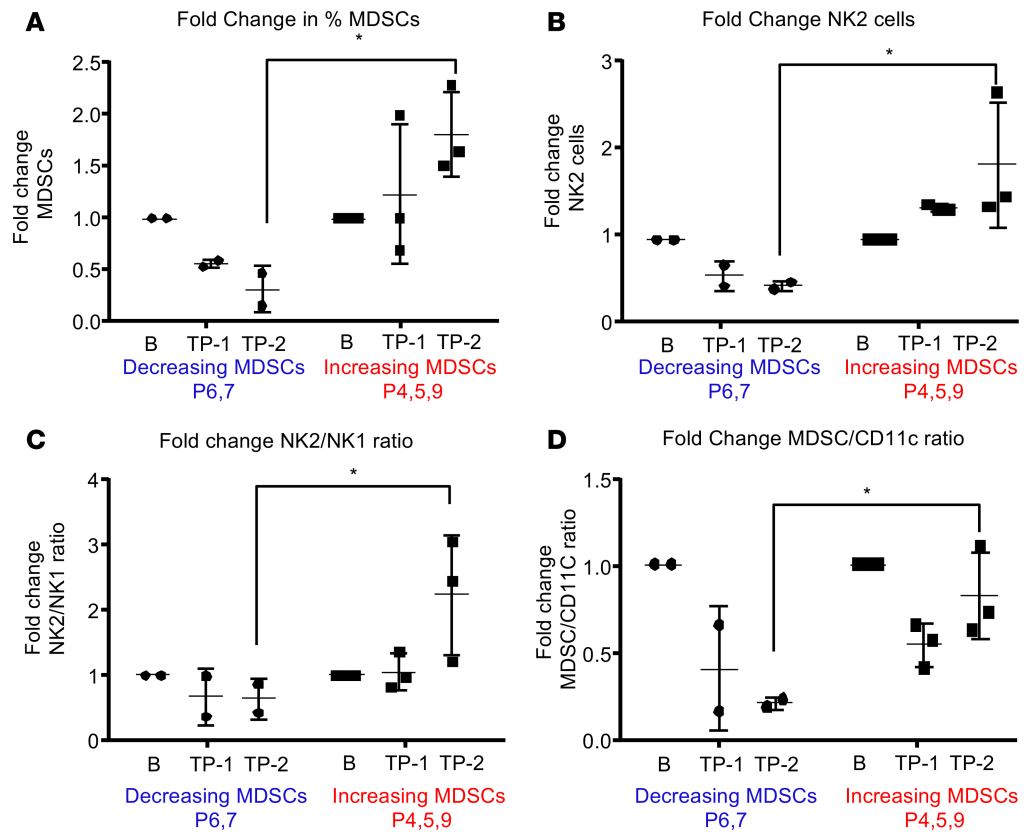 A
Fold Change in % MDSCs
*
Fold change
MDSCs
2.5
2.0
1.5
1.0
0.5
0.0
B TP-1 TP-2 B TP-1 TP-2
Decreasing MDSCs Increasing MDSCs
P6,7 P4,5,9
B
Fold Change NK2 cells
*
Fold change
NK2 cells
3
2
1
0
B TP-1 TP-2 B TP-1 TP-2
Decreasing MDSCs Increasing MDSCs
P6,7 P4,5,9
C
Fold change NK2/NK1 ratio
*
Fold change
NK2/NK1 ratio
4
3
2
1
0
B TP-1 TP-2 B TP-1 TP-2
Decreasing MDSCs Increasing MDSCs
P6,7 P4,5,9
D
Fold Change MDSC/CD11c ratio
*
Fold change
MDSC/CD11C ratio
1.5
1.0
0.5
0.0
B TP-1 TP-2 B TP-1 TP-2
Decreasing MDSCs Increasing MDSCs
P6,7 P4,5,9